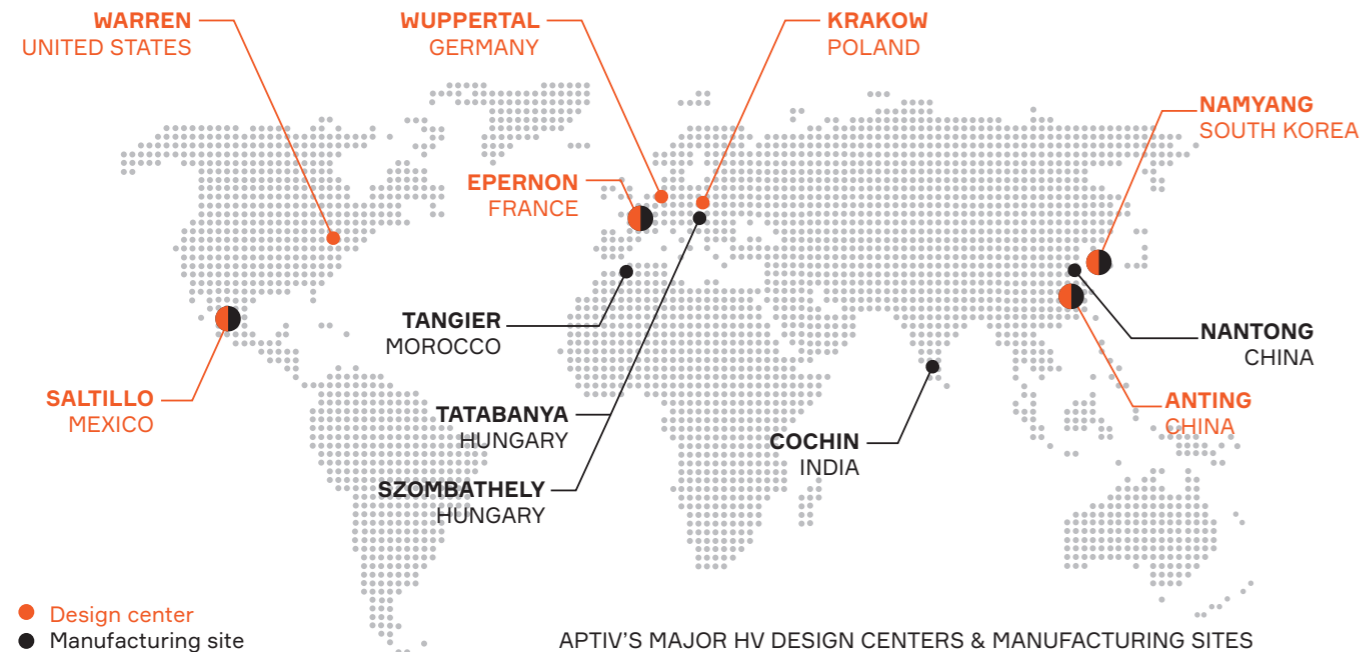 WARREN
UNITED STATES
WUPPERTAL
GERMANY
KRAKOW
POLAND
NAMYANG
SOUTH KOREA
EPERNON
FRANCE
TANGIER
MOROCCO
NANTONG
CHINA
SALTILLO
MEXICO
ANTING
CHINA
TATABANYA
HUNGARY
COCHIN
INDIA
SZOMBATHELY
HUNGARY
Design center
Manufacturing site
APTIV'S MAJOR HV DESIGN CENTERS & MANUFACTURING SITES